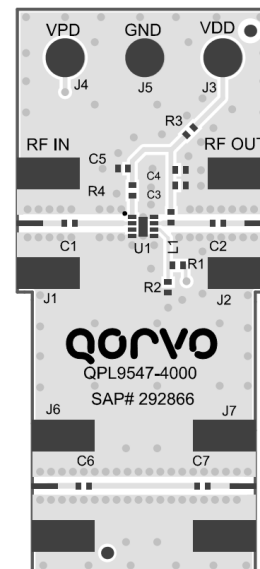 VPD GND VDD
J4 J5 J3
R3
RF IN RF OUT
C5 C4
R4 C3
C1 U1 L1 C2
R1
R2
J1 J2
QORVO
QPL9547-4000
SAP# 292866
J6 J7
C6 C7